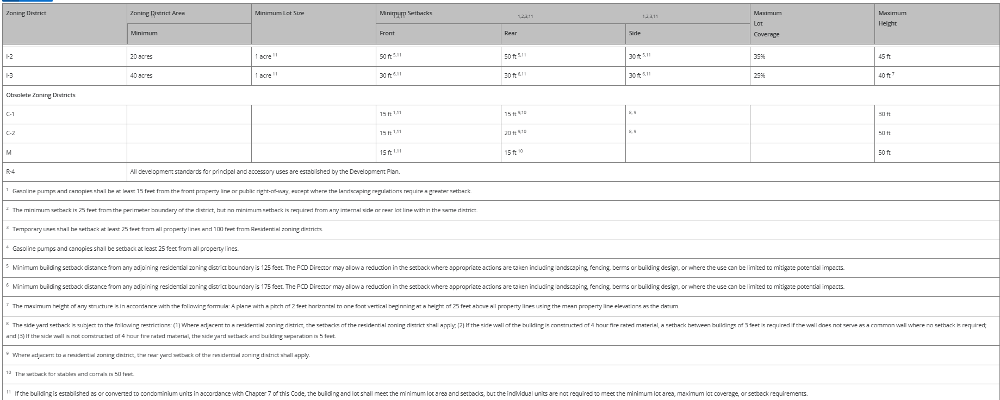 Zoning District Zoning District Area 11 Minimum Lot Size Minimum Setbacks 1,3,11 1,2,3,11 1,2,3,11 Maximum Lot Coverage Maximum Height
Minimum Front Rear Side
I-2 20 acres 1 acre 11 50 ft 5,11 50 ft 5,11 30 ft 5,11 35% 45 ft
I-3 40 acres 1 acre 11 30 ft 6,11 30 ft 6,11 30 ft 6,11 25% 40 ft 7
Obsolete Zoning Districts
C-1 15 ft 1,11 15 ft 9,10 8, 9 30 ft
C-2 15 ft 1,11 20 ft 9,10 8, 9 50 ft
M 15 ft 1,11 15 ft 10 50 ft
R-4 All development standards for principal and accessory uses are established by the Development Plan.
1 Gasoline pumps and canopies shall be at least 15 feet from the front property line or public right-of-way, except where the landscaping regulations require a greater setback.
2 The minimum setback is 25 feet from the perimeter boundary of the district, but no minimum setback is required from any internal side or rear lot line within the same district.
3 Temporary uses shall be setback at least 25 feet from all property lines and 100 feet from Residential zoning districts.
4 Gasoline pumps and canopies shall be setback at least 25 feet from all property lines.
5 Minimum building setback distance from any adjoining residential zoning district boundary is 125 feet. The PCD Director may allow a reduction in the setback where appropriate actions are taken including landscaping, fencing, berms or building design, or where the use can be limited to mitigate potential impacts.
6 Minimum building setback distance from any adjoining residential zoning district boundary is 175 feet. The PCD Director may allow a reduction in the setback where appropriate actions are taken including landscaping, fencing, berms or building design, or where the use can be limited to mitigate potential impacts.
7 The maximum height of any structure is in accordance with the following formula: A plane with a pitch of 2 feet horizontal to one foot vertical beginning at a height of 25 feet above all property lines using the mean property line elevations as the datum.
8 The side yard setback is subject to the following restrictions: (1) Where adjacent to a residential zoning district, the setbacks of the residential zoning district shall apply; (2) If the side wall of the building is constructed of 4 hour fire rated material, a setback between buildings of 3 feet is required if the wall does not serve as a common wall where no setback is required;
and (3) If the side wall is not constructed of 4 hour fire rated material, the side yard setback and building separation is 5 feet.
9 Where adjacent to a residential zoning district, the rear yard setback of the residential zoning district shall apply.
10 The setback for stables and corrals is 50 feet.
11 If the building is established as or converted to condominium units in accordance with Chapter 7 of this Code, the building and lot shall meet the minimum lot area and setbacks, but the individual units are not required to meet the minimum lot area, maximum lot coverage, or setback requirements.